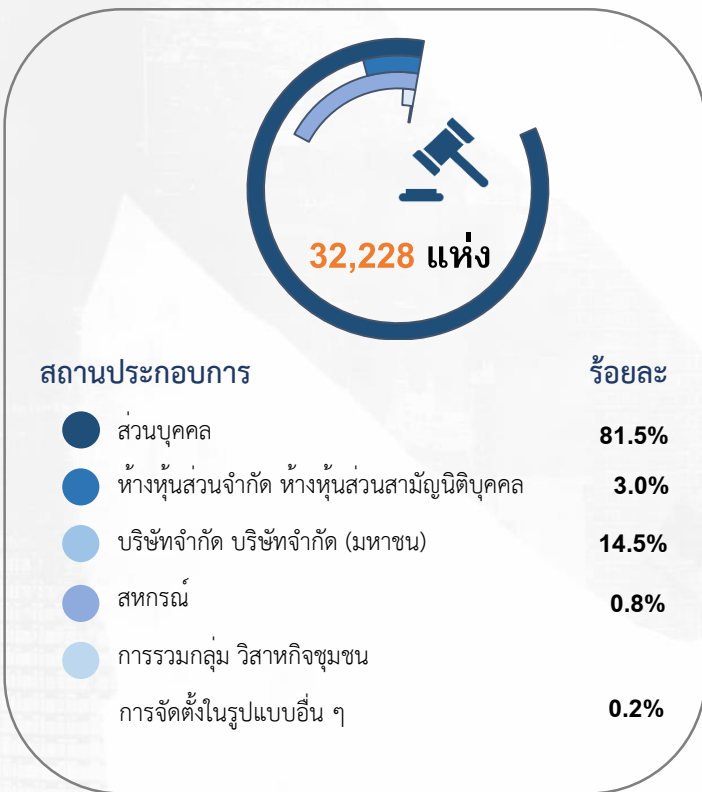 32,228 แห่ง
สถานประกอบการ ร้อยละ
ส่วนบุคคล 81.5%
ห้างหุ้นส่วนจำกัด ห้างหุ้นส่วนสามัญนิติบุคคล 3.0%
บริษัทจำกัด บริษัทจำกัด (มหาชน) 14.5%
สหกรณ์ 0.8%
การรวมกลุ่ม วิสาหกิจชุมชน
การจัดตั้งในรูปแบบอื่น ๆ 0.2%